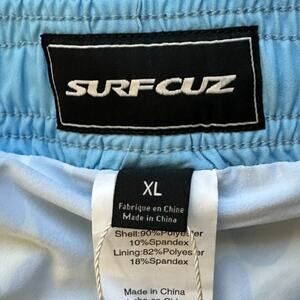 SURFCUZ
XL
Fabrique en Chine
Made in China
Shell:90%Polyester
10%Spandex
Lining:82%Polyester
18%Spandex
Made in China